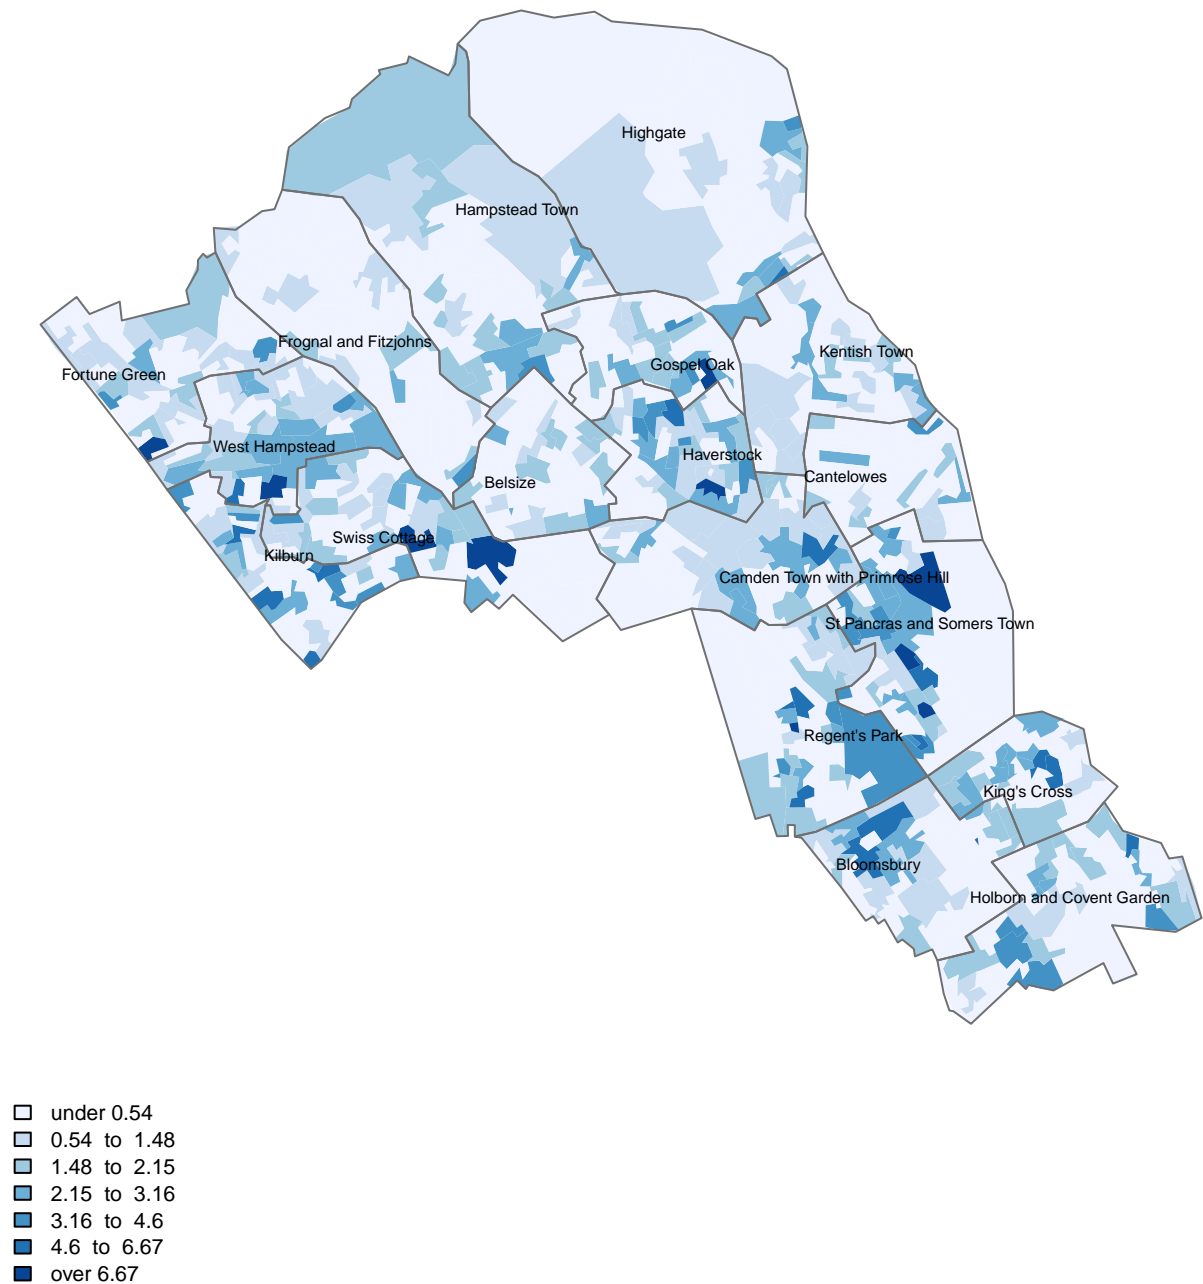 Highgate
Hampstead Town
Frognal and Fitzjohns
Kentish Town
Gospel Oak
Fortune Green
West Hampstead
Haverstock
Cantelowes
Belsize
Swiss Cottage
Kilburn
Camden Town with Primrose Hill
St Pancras and Somers Town
Regent's Park
King's Cross
Bloomsbury
Holborn and Covent Garden
under 0.54
0.54 to 1.48
1.48 to 2.15
2.15 to 3.16
3.16 to 4.6
4.6 to 6.67
over 6.67